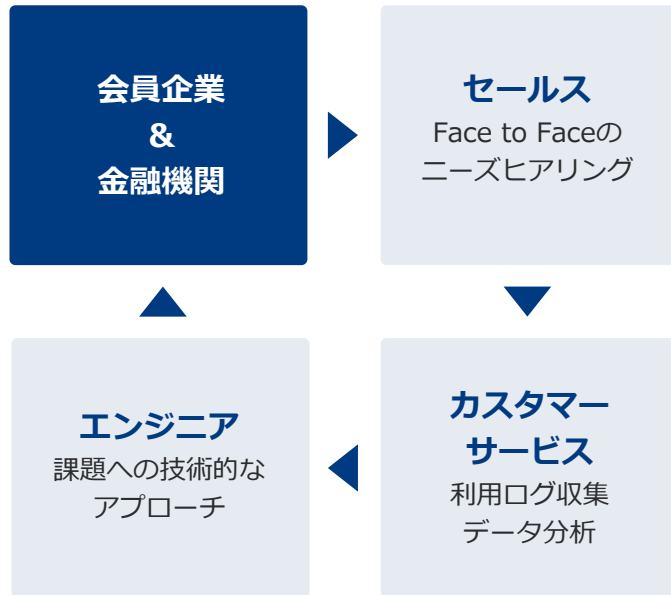 会員企業
&
金融機関
セールス
Face to Faceの
ニーズヒアリング
エンジニア
課題への技術的な
アプローチ
カスタマー
サービス
利用ログ収集
データ分析